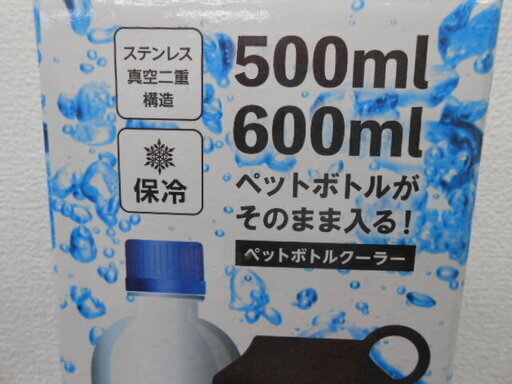 ステンレス
真空二重
構造
保冷
500ml
600ml
ペットボトルが
そのまま入る!
ペットボトルクーラー